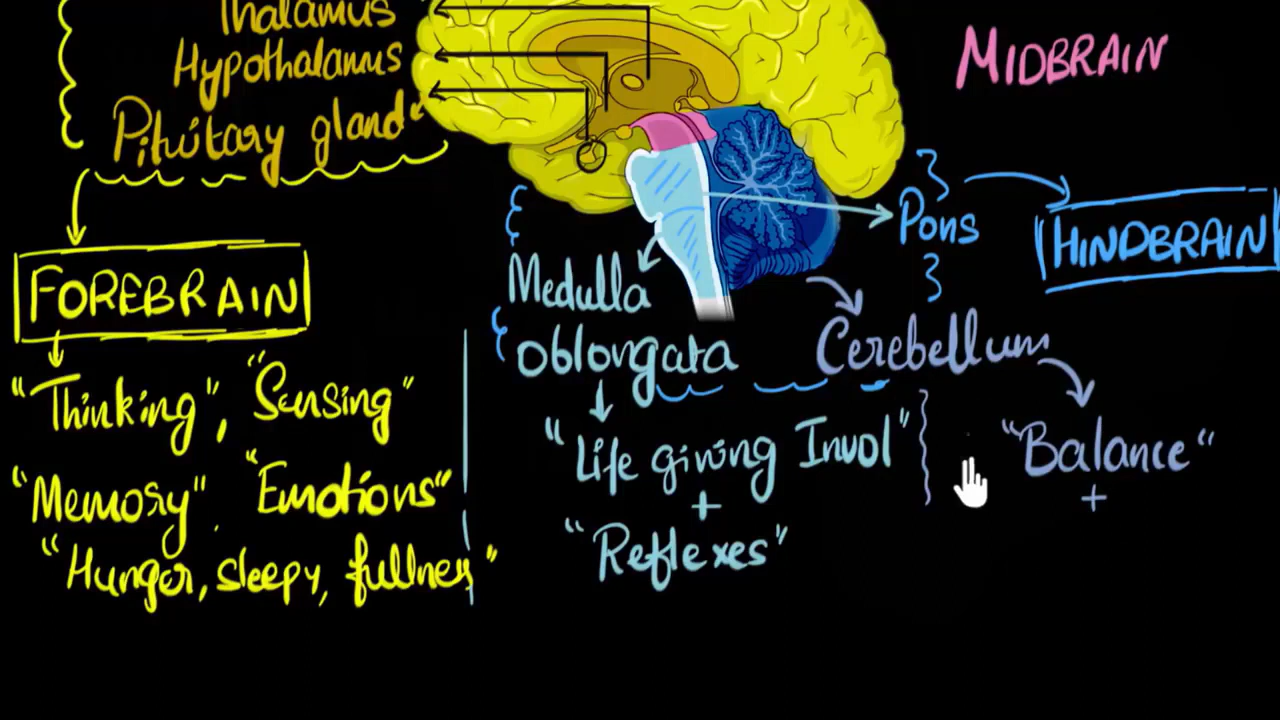 Thalamus
Hypothalamus
Pituitary gland
MIDBRAIN
Pons
HINDBRAIN
FOREBRAIN
Medulla
oblongata
Cerebellum
"Thinking", "Sensing"
"Memory" "Emotions"
"Hunger, sleepy, fullness"
"Life giving Invol"
+
"Reflexes"
"Balance"
+